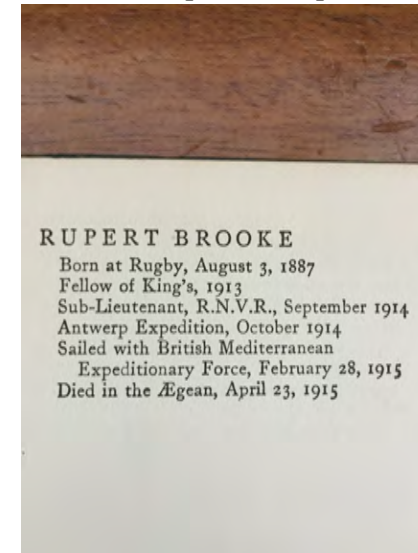 RUPERT BROOKE
Born at Rugby, August 3, 1887
Fellow of King's, 1913
Sub-Lieutenant, R.N.V.R., September 1914
Antwerp Expedition, October 1914
Sailed with British Mediterranean
Expeditionary Force, February 28, 1915
Died in the Ægean, April 23, 1915